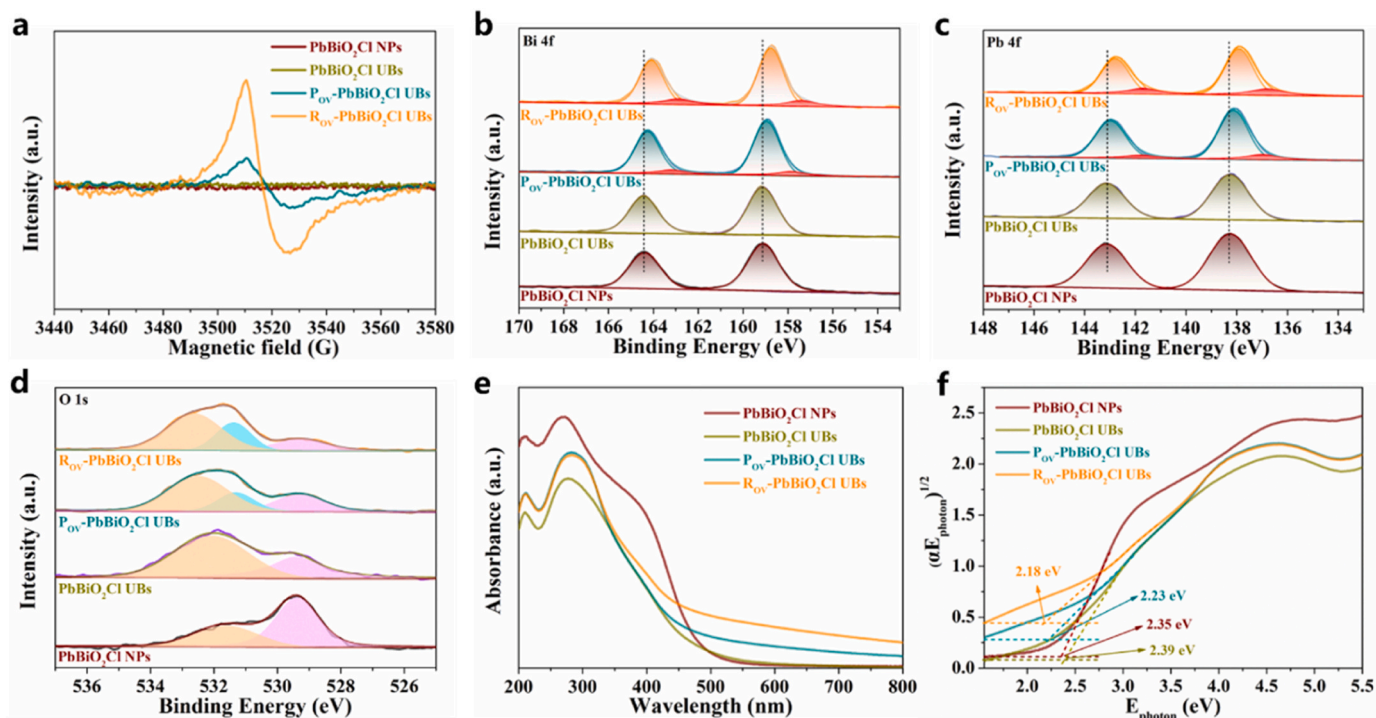 a
PbBiO2Cl NPs
PbBiO2Cl UBs
POV-PbBiO2Cl UBs
ROV-PbBiO2Cl UBs
Intensity (a.u.)
3440 3460 3480 3500 3520 3540 3560 3580
Magnetic field (G)
b
Bi 4f
ROV-PbBiO2Cl UBs
POV-PbBiO2Cl UBs
PbBiO2Cl UBs
PbBiO2Cl NPs
Intensity (a.u.)
170 168 166 164 162 160 158 156 154
Binding Energy (eV)
c
Pb 4f
ROV-PbBiO2Cl UBs
POV-PbBiO2Cl UBs
PbBiO2Cl UBs
PbBiO2Cl NPs
Intensity (a.u.)
148 146 144 142 140 138 136 134
Binding Energy (eV)
d
O 1s
ROV-PbBiO2Cl UBs
POV-PbBiO2Cl UBs
PbBiO2Cl UBs
PbBiO2Cl NPs
Intensity (a.u.)
536 534 532 530 528 526
Binding Energy (eV)
e
PbBiO2Cl NPs
PbBiO2Cl UBs
POV-PbBiO2Cl UBs
ROV-PbBiO2Cl UBs
Absorbance (a.u.)
200 300 400 500 600 700 800
Wavelength (nm)
f
PbBiO2Cl NPs
PbBiO2Cl UBs
POV-PbBiO2Cl UBs
ROV-PbBiO2Cl UBs
(αEphoton)1/2
2.5
2.0
1.5
1.0
0.5
0.0
2.18 eV
2.23 eV
2.35 eV
2.39 eV
2.0 2.5 3.0 3.5 4.0 4.5 5.0 5.5
Ephoton (eV)